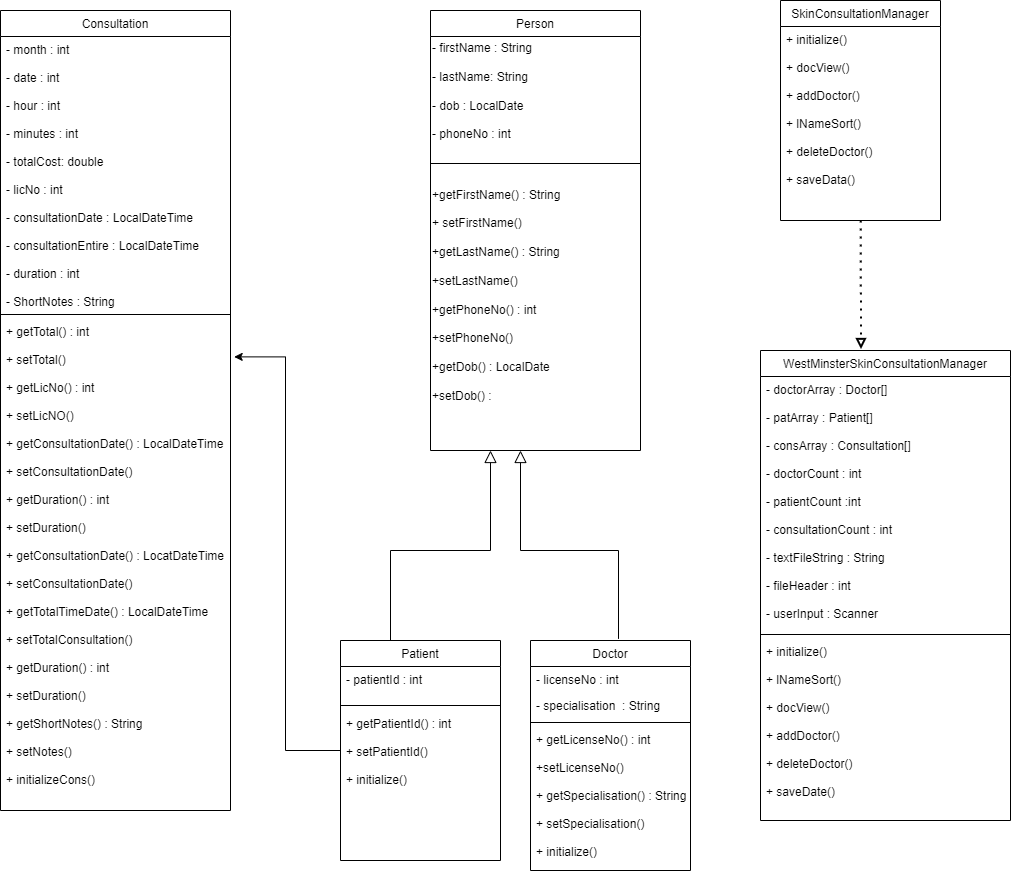 Consultation
- month : int
- date : int
- hour : int
- minutes : int
- totalCost: double
- licNo : int
- consultationDate : LocalDateTime
- consultationEntire : LocalDateTime
- duration : int
- ShortNotes : String
+ getTotal() : int
+ setTotal()
+ getLicNo() : int
+ setLicNO()
+ getConsultationDate() : LocalDateTime
+ setConsultationDate()
+ getDuration() : int
+ setDuration()
+ getConsultationDate() : LocatDateTime
+ setConsultationDate()
+ getTotalTimeDate() : LocalDateTime
+ setTotalConsultation()
+ getDuration() : int
+ setDuration()
+ getShortNotes() : String
+ setNotes()
+ initializeCons()
Person
- firstName : String
- lastName: String
- dob : LocalDate
- phoneNo : int
+getFirstName() : String
+ setFirstName()
+getLastName() : String
+setLastName()
+getPhoneNo() : int
+setPhoneNo()
+getDob() : LocalDate
+setDob() :
Patient
- patientId : int
+ getPatientId() : int
+ setPatientId()
+ initialize()
Doctor
- licenseNo : int
- specialisation : String
+ getLicenseNo() : int
+setLicenseNo()
+ getSpecialisation() : String
+ setSpecialisation()
+ initialize()
SkinConsultationManager
+ initialize()
+ docView()
+ addDoctor()
+ lNameSort()
+ deleteDoctor()
+ saveData()
WestMinsterSkinConsultationManager
- doctorArray : Doctor[]
- patArray : Patient[]
- consArray : Consultation[]
- doctorCount : int
- patientCount :int
- consultationCount : int
- textFileString : String
- fileHeader : int
- userInput : Scanner
+ initialize()
+ lNameSort()
+ docView()
+ addDoctor()
+ deleteDoctor()
+ saveDate()